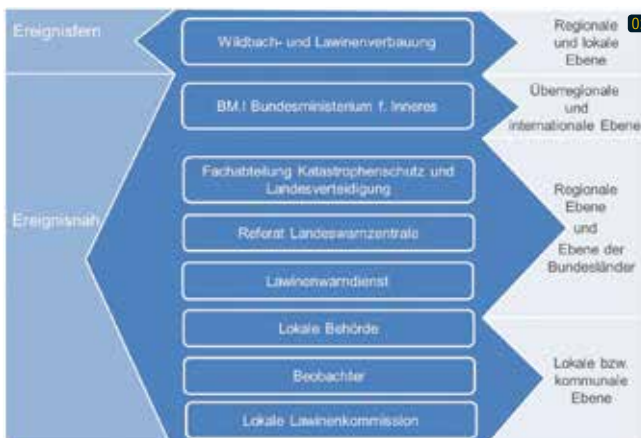 Ereignisfern
Wildbach- und Lawinenverbauung
Regionale
und lokale
Ebene
BM.I Bundesministerium f. Inneres
Überregionale
und
internationale Ebene
Ereignisnah
Fachabteilung Katastrophenschutz und
Landesverteidigung
Referat Landeswarnzentrale
Lawinenwarndienst
Regionale
Ebene
und
Ebene der
Bundesländer
Lokale Behörde
Beobachter
Lokale Lawinenkommission
Lokale bzw.
kommunale
Ebene